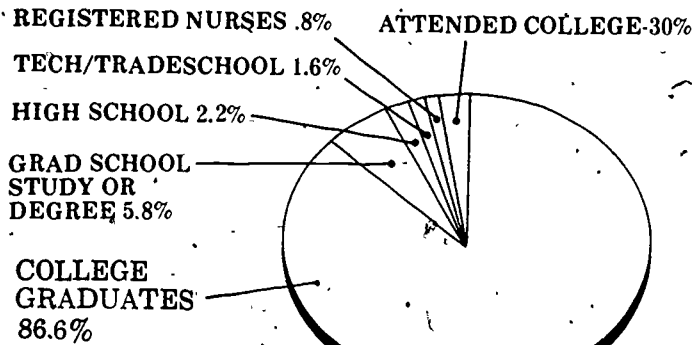 REGISTERED NURSES .8%
ATTENDED COLLEGE-30%
TECH/TRADESCHOOL 1.6%
HIGH SCHOOL 2.2%
GRAD SCHOOL
STUDY OR
DEGREE 5.8%
COLLEGE
GRADUATES
86.6%